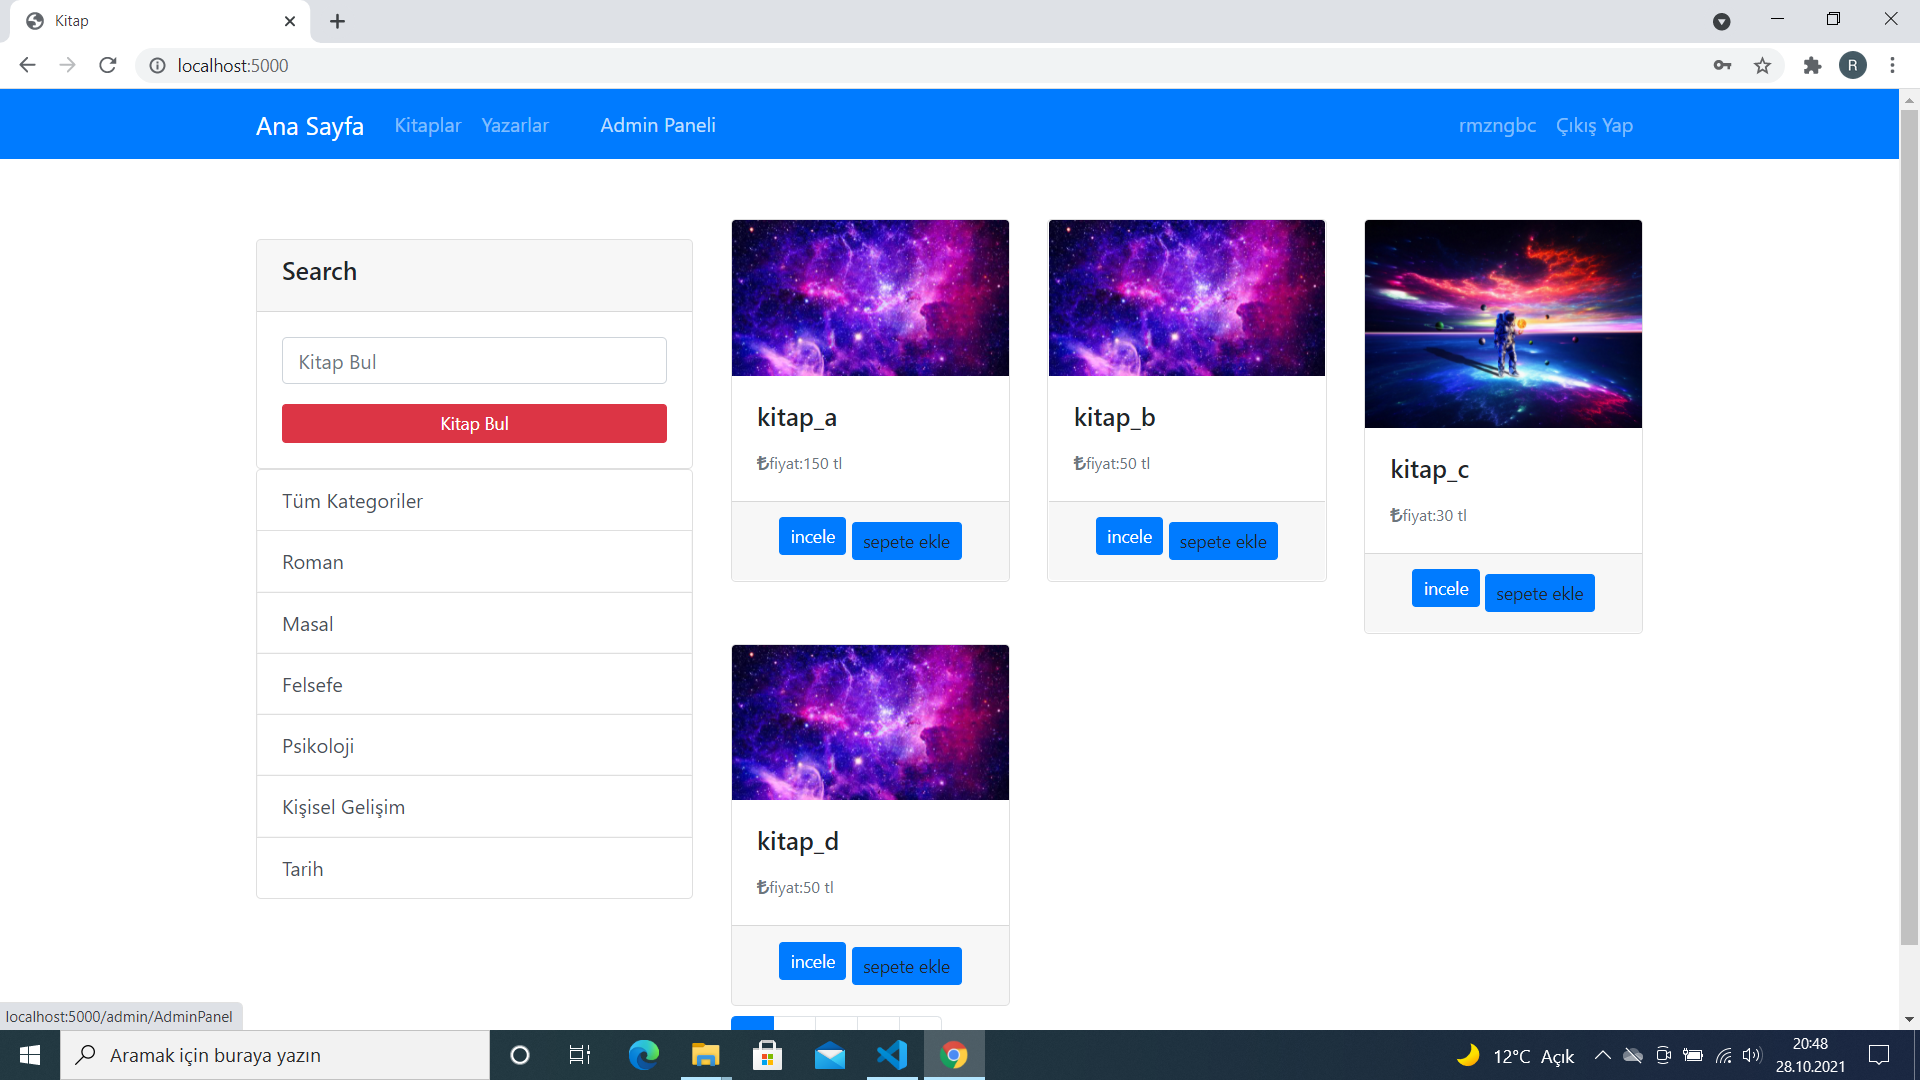 Kitap
localhost:5000
R
Ana Sayfa Kitaplar Yazarlar Admin Paneli rmzngbc Çıkış Yap
Search
Kitap Bul
Kitap Bul
Tüm Kategoriler
Roman
Masal
Felsefe
Psikoloji
Kişisel Gelişim
Tarih
kitap_a
₺fiyat:150 tl
incele sepete ekle
kitap_b
₺fiyat:50 tl
incele sepete ekle
kitap_c
₺fiyat:30 tl
incele sepete ekle
kitap_d
₺fiyat:50 tl
incele sepete ekle
localhost:5000/admin/AdminPanel
Aramak için buraya yazın
12°C Açık
20:48
28.10.2021